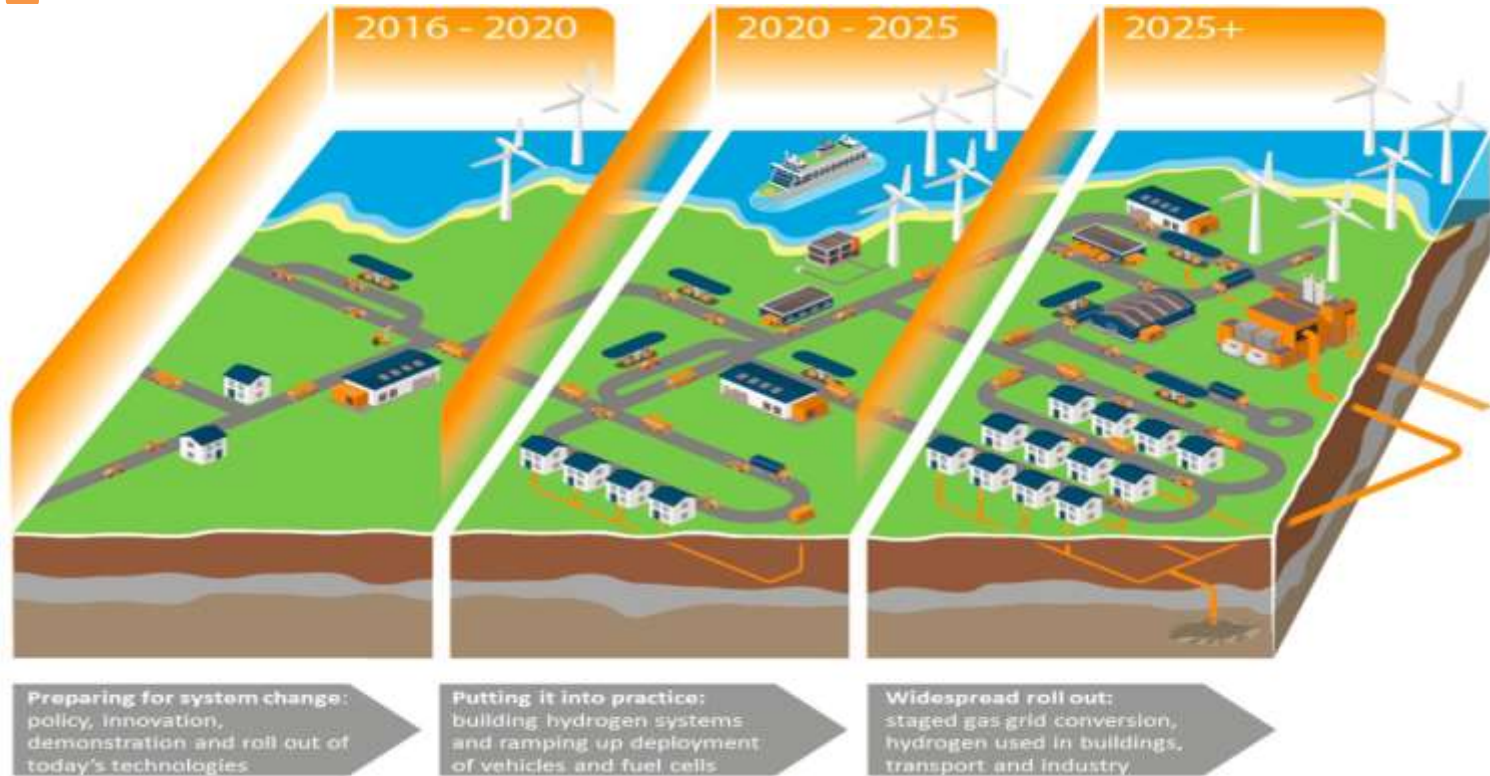 2016 - 2020
2020 - 2025
2025+
Preparing for system change:
policy, innovation,
demonstration and roll out of
today's technologies
Putting it into practice:
building hydrogen systems
and ramping up deployment
of vehicles and fuel cells
Widespread roll out:
staged gas grid conversion,
hydrogen used in buildings,
transport and industry